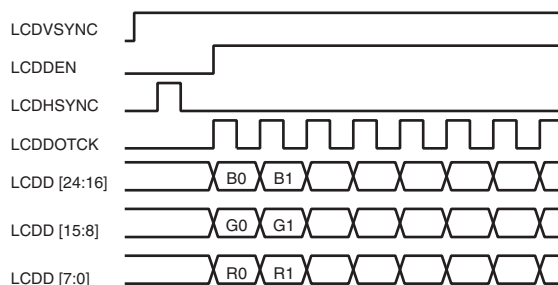 LCDVSYNC
LCDDEN
LCDHSYNC
LCDDOTCK
LCDD [24:16] B0 B1
LCDD [15:8] G0 G1
LCDD [7:0] R0 R1